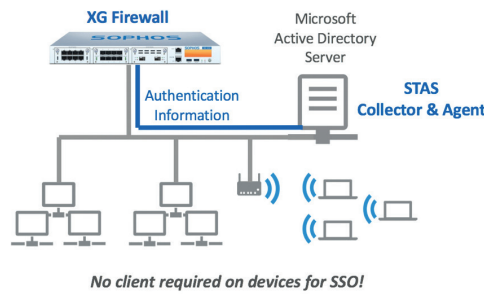 XG Firewall
SOPHOS
Microsoft
Active Directory
Server
STAS
Collector & Agent
Authentication
Information
No client required on devices for SSO!